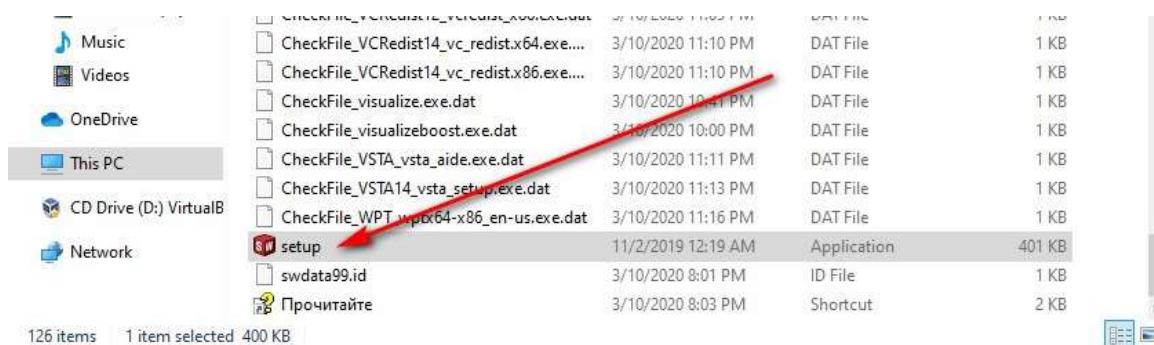 Music
Videos
OneDrive
This PC
CD Drive (D:) VirtualB
Network
CheckFile_VCRedist14_vc_redist.x64.exe.... 3/10/2020 11:10 PM DAT File 1 KB
CheckFile_VCRedist14_vc_redist.x86.exe.... 3/10/2020 11:10 PM DAT File 1 KB
CheckFile_visualize.exe.dat 3/10/2020 10:41 PM DAT File 1 KB
CheckFile_visualizeboost.exe.dat 3/10/2020 10:00 PM DAT File 1 KB
CheckFile_VSTA_vsta_aide.exe.dat 3/10/2020 11:11 PM DAT File 1 KB
CheckFile_VSTA14_vsta_setup.exe.dat 3/10/2020 11:13 PM DAT File 1 KB
CheckFile_WPT_wptx64-x86_en-us.exe.dat 3/10/2020 11:16 PM DAT File 1 KB
SW setup 11/2/2019 12:19 AM Application 401 KB
swdata99.id 3/10/2020 8:01 PM ID File 1 KB
Прочитайте 3/10/2020 8:03 PM Shortcut 2 KB
126 items 1 item selected 400 KB